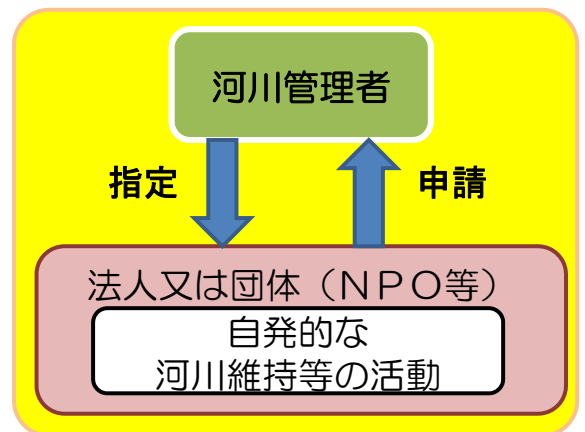 河川管理者
指定
申請
法人又は団体（ＮＰＯ等）
自発的な
河川維持等の活動